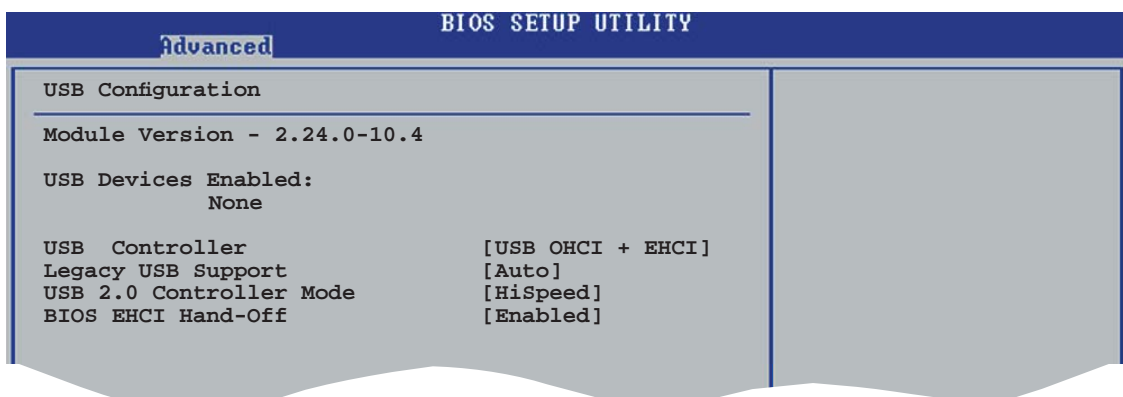 BIOS SETUP UTILITY
Advanced
USB Configuration
Module Version - 2.24.0-10.4
USB Devices Enabled:
None
USB Controller [USB OHCI + EHCI]
Legacy USB Support [Auto]
USB 2.0 Controller Mode [HiSpeed]
BIOS EHCI Hand-Off [Enabled]